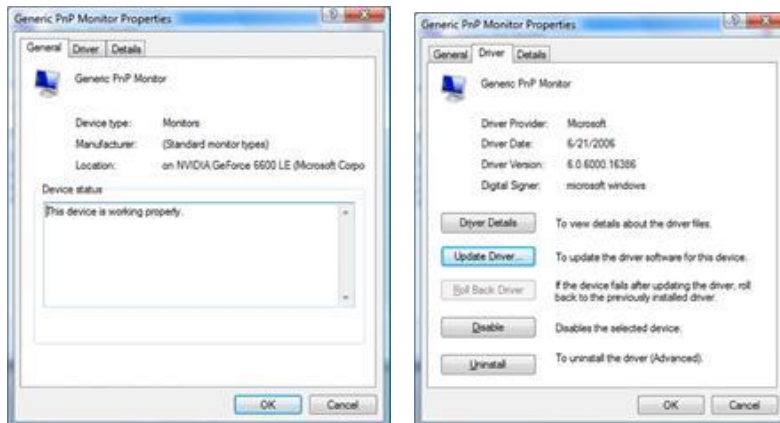 Generic PnP Monitor Properties
General Driver Details
Generic PnP Monitor
Device type: Monitors
Manufacturer: (Standard monitor types)
Location: on NVIDIA GeForce 6600 LE (Microsoft Corpo
Device status
This device is working properly.
OK Cancel
Generic PnP Monitor Properties
General Driver Details
Generic PnP Monitor
Driver Provider: Microsoft
Driver Date: 6/21/2006
Driver Version: 6.0.6000.16386
Digital Signer: microsoft windows
Driver Details To view details about the driver files.
Update Driver... To update the driver software for this device.
Roll Back Driver If the device fails after updating the driver, roll
back to the previously installed driver.
Disable Disables the selected device.
Uninstall To uninstall the driver (Advanced).
OK Cancel